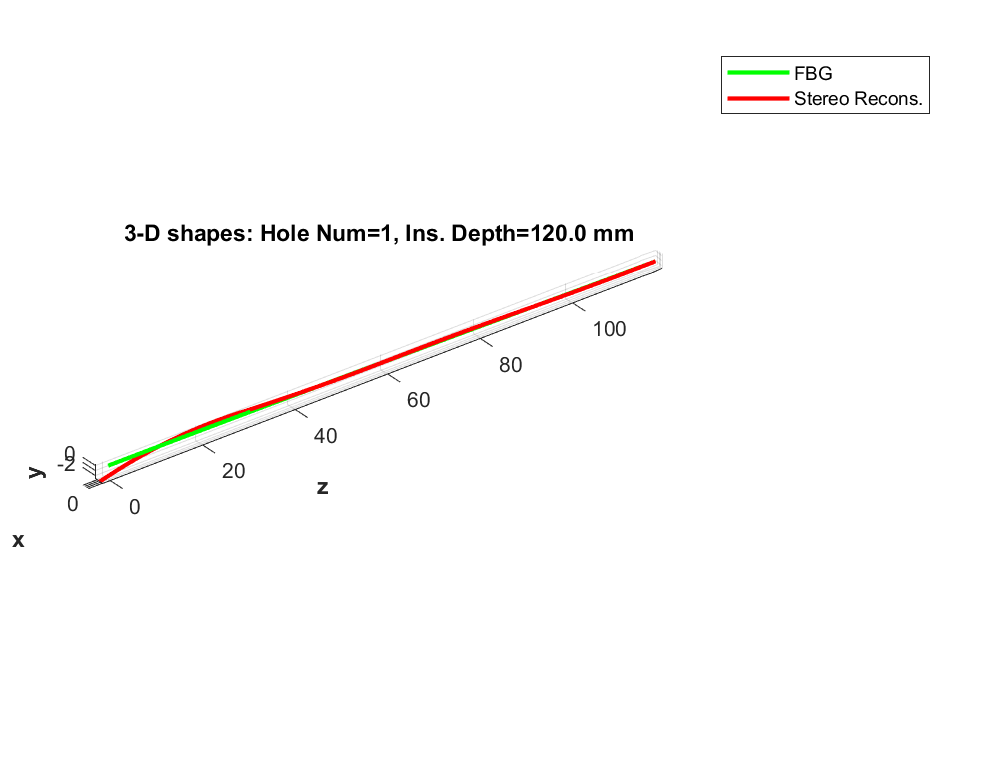 FBG
Stereo Recons.
3-D shapes: Hole Num=1, Ins. Depth=120.0 mm
100
80
60
40
20
0
z
0
-2
y
0
x